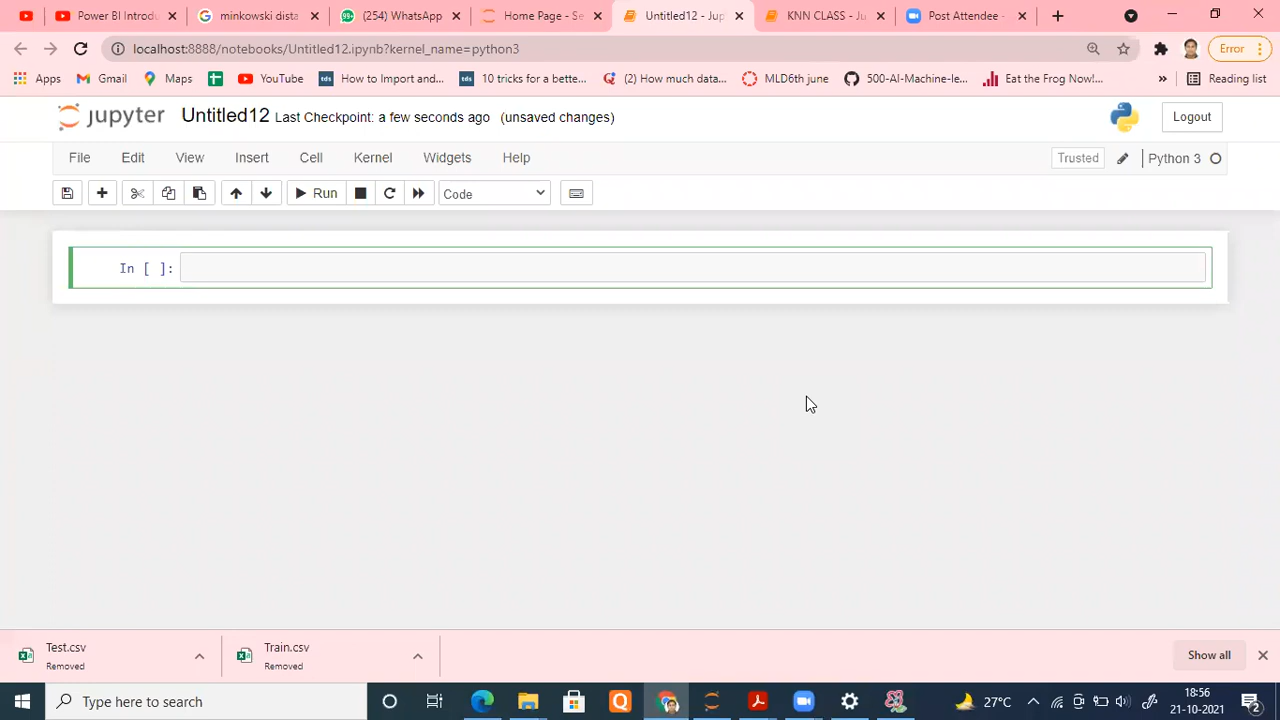 Power BI Introdu
minkowski dista
99+
(254) WhatsApp
Home Page - Se
Untitled12 - Jup
KNN CLASS - Ju
Post Attendee -
localhost:8888/notebooks/Untitled12.ipynb?kernel_name=python3
Error
Apps
Gmail
Maps
YouTube
tds
How to Import and...
tds
10 tricks for a bette...
(2) How much data...
MLD6th june
500-AI-Machine-le...
Eat the Frog Now!...
»
Reading list
jupyter
Untitled12
Last Checkpoint: a few seconds ago
(unsaved changes)
Logout
File
Edit
View
Insert
Cell
Kernel
Widgets
Help
Trusted
Python 3
Run
Code
In [ ]:
Test.csv
Removed
Train.csv
Removed
Show all
Type here to search
27°C
18:56
21-10-2021
2